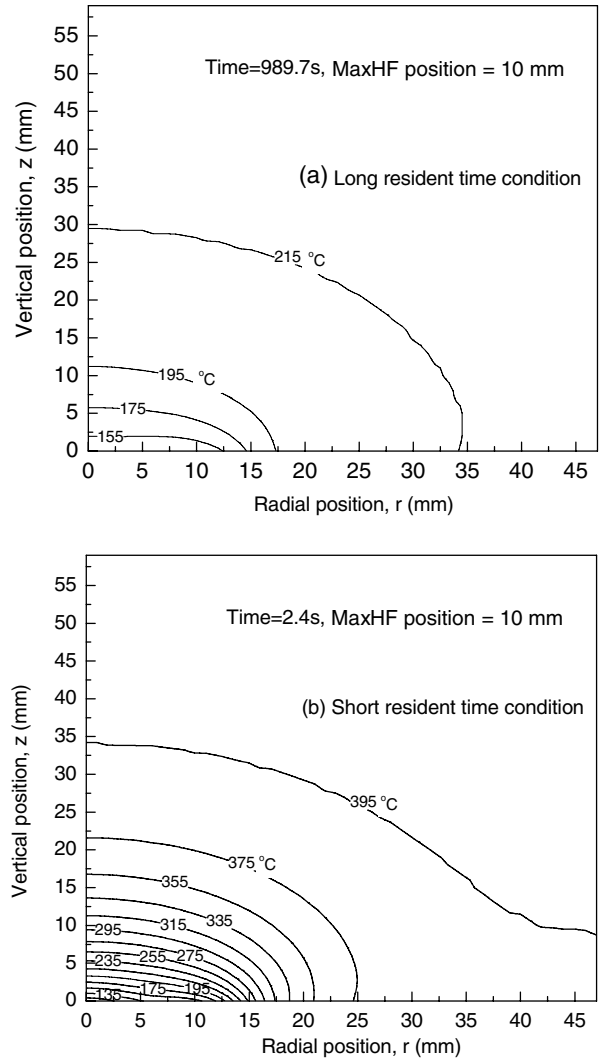 Time=989.7s, MaxHF position = 10 mm
(a) Long resident time condition
Vertical position, z (mm)
55
50
45
40
35
30
25
20
15
10
5
0
215 °C
195 °C
175
155
0 5 10 15 20 25 30 35 40 45
Radial position, r (mm)
Time=2.4s, MaxHF position = 10 mm
(b) Short resident time condition
Vertical position, z (mm)
55
50
45
40
35
30
25
20
15
10
5
0
395 °C
375 °C
355
335
315
295
275
255
235
195
175
135
0 5 10 15 20 25 30 35 40 45
Radial position, r (mm)